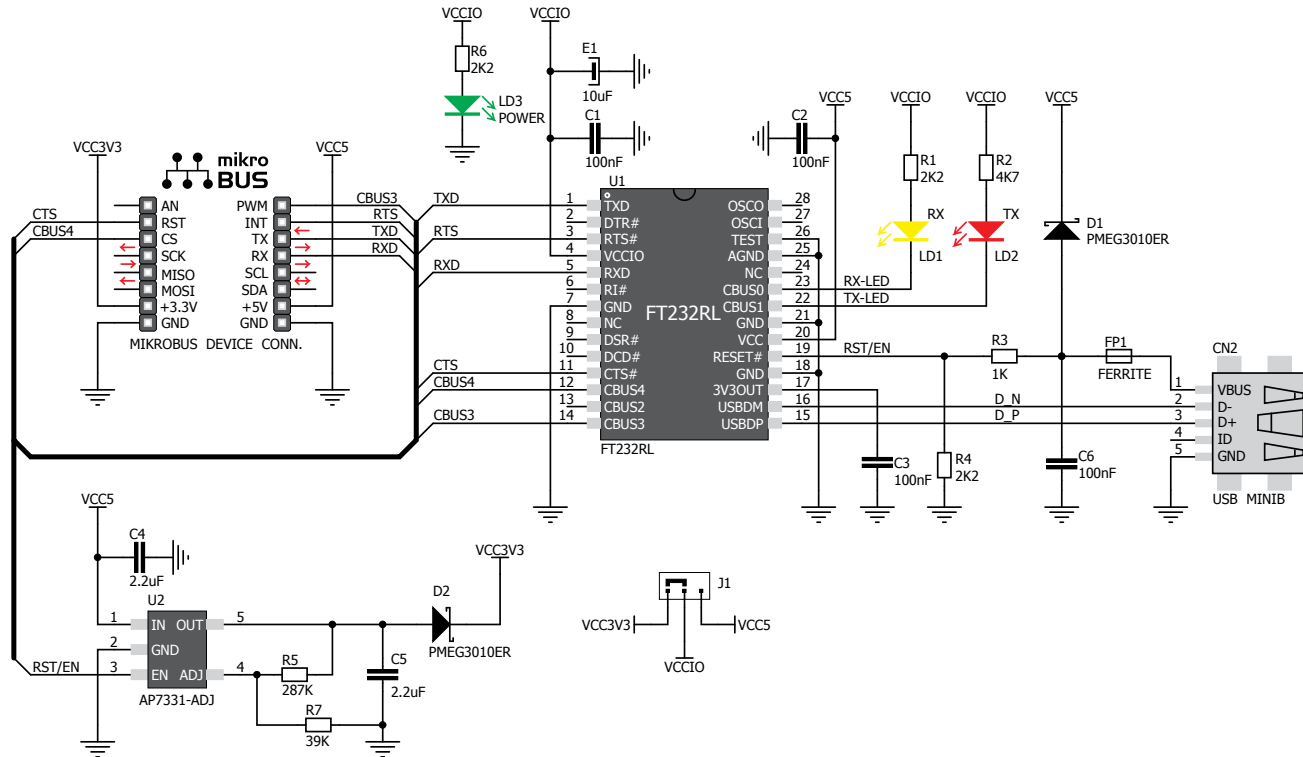 VCCIO
VCCIO
R6
2K2
LD3
POWER
E1
10uF
C1
100nF
VCC5
C2
100nF
VCCIO
VCCIO
VCC5
R1
2K2
R2
4K7
RX
LD1
TX
LD2
D1
PMEG3010ER
VCC3V3
mikro
BUS
VCC5
CTS
CBUS4
AN
RST
CS
SCK
MISO
MOSI
+3.3V
GND
PWM
INT
TX
RX
SCL
SDA
+5V
GND
CBUS3
RTS
TXD
RXD
MIKROBUS DEVICE CONN.
TXD
RTS
RXD
CTS
CBUS4
CBUS3
U1
1 TXD
2 DTR#
3 RTS#
4 VCCIO
5 RXD
6 RI#
7 GND
8 NC
9 DSR#
10 DCD#
11 CTS#
12 CBUS4
13 CBUS2
14 CBUS3
FT232RL
OSCO 28
OSCI 27
TEST 26
AGND 25
NC 24
CBUS0 23
CBUS1 22
GND 21
VCC 20
RESET# 19
GND 18
3V3OUT 17
USBDM 16
USBDP 15
FT232RL
RX-LED
TX-LED
RST/EN
R3
1K
FP1
FERRITE
D_N
D_P
C3
100nF
R4
2K2
C6
100nF
CN2
1 VBUS
2 D-
3 D+
4 ID
5 GND
USB MINIB
VCC5
C4
2.2uF
U2
1 IN
2 GND
3 EN
OUT 5
ADJ 4
AP7331-ADJ
RST/EN
R5
287K
R7
39K
C5
2.2uF
D2
PMEG3010ER
VCC3V3
J1
VCC3V3
VCC5
VCCIO